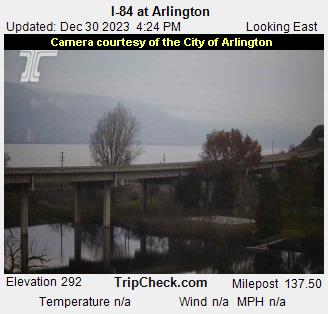 I-84 at Arlington
Updated: Dec 30 2023 4:24 PM Looking East
Camera courtesy of the City of Arlington
Elevation 292 TripCheck.com Milepost 137.50
Temperature n/a Wind n/a MPH n/a